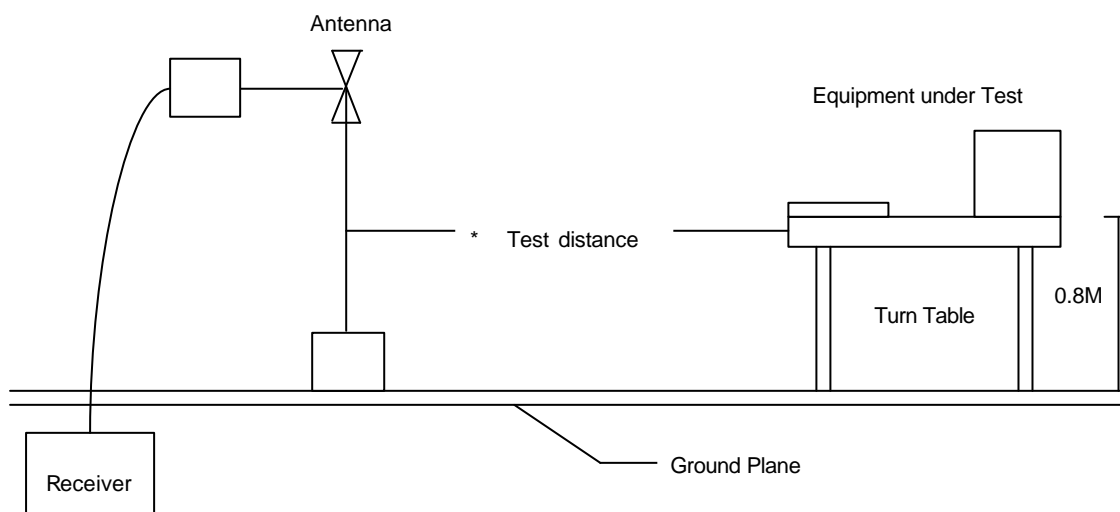 Antenna
Equipment under Test
* Test distance
0.8M
Turn Table
Ground Plane
Receiver